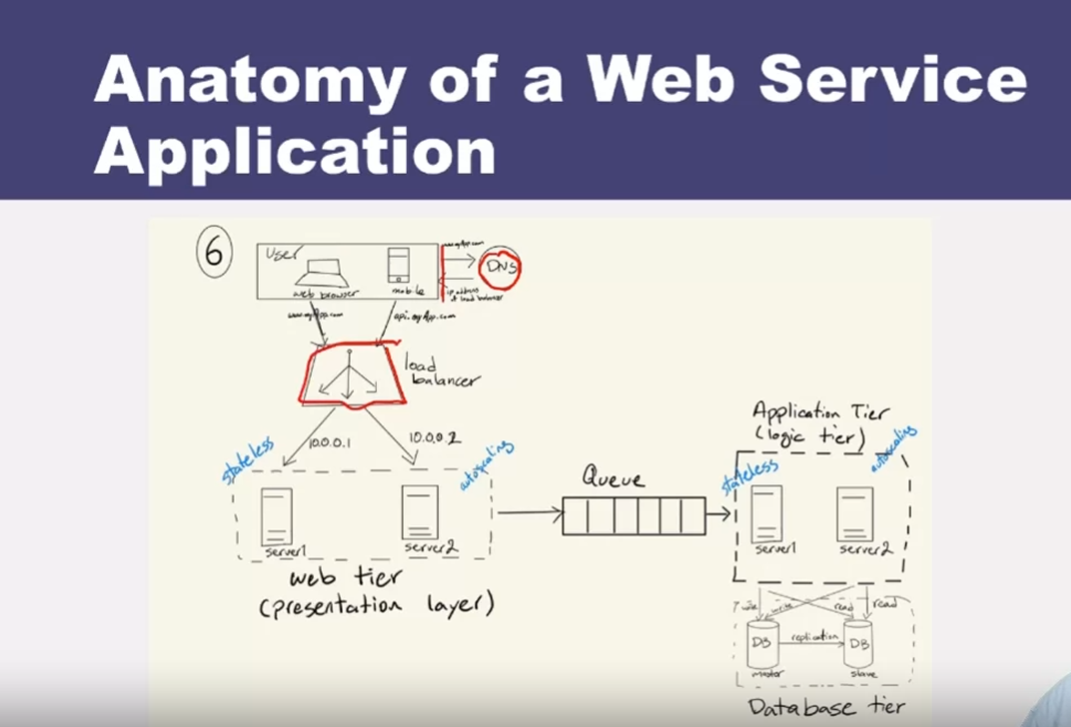 Anatomy of a Web Service
Application
6
User
web browser
mobile
www.myApp.com
DNS
ip address
of load balancer
www.myApp.com
api.myApp.com
load
balancer
10.0.0.1
10.0.0.2
stateless
autoscaling
server1
server2
web tier
(presentation layer)
Queue
Application Tier
(logic tier)
stateless
autoscaling
server1
server2
write
read
read
DB
replication
DB
master
slave
Database tier